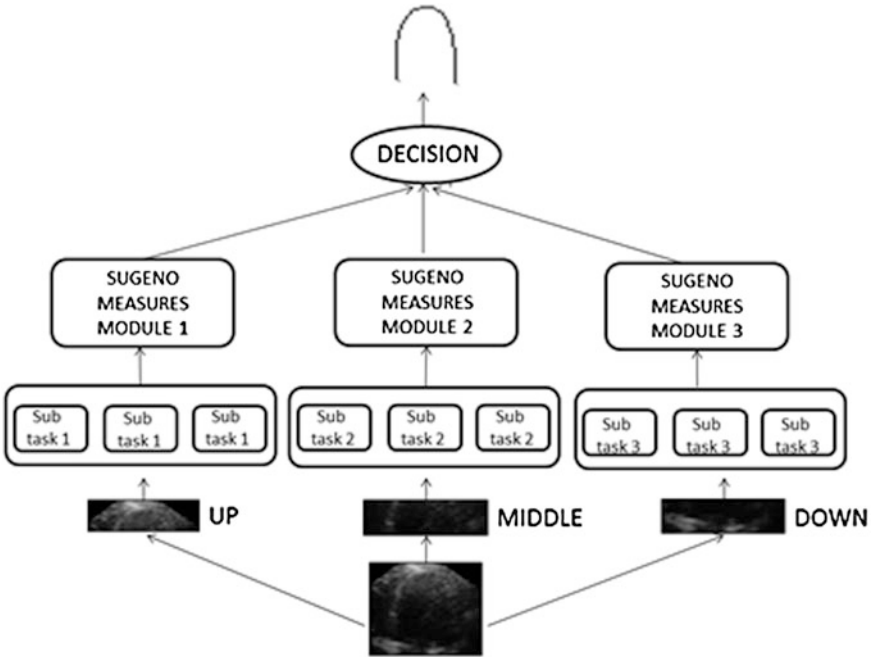 DECISION
SUGENO
MEASURES
MODULE 1
SUGENO
MEASURES
MODULE 2
SUGENO
MEASURES
MODULE 3
Sub
task 1
Sub
task 1
Sub
task 1
Sub
task 2
Sub
task 2
Sub
task 2
Sub
task 3
Sub
task 3
Sub
task 3
UP
MIDDLE
DOWN